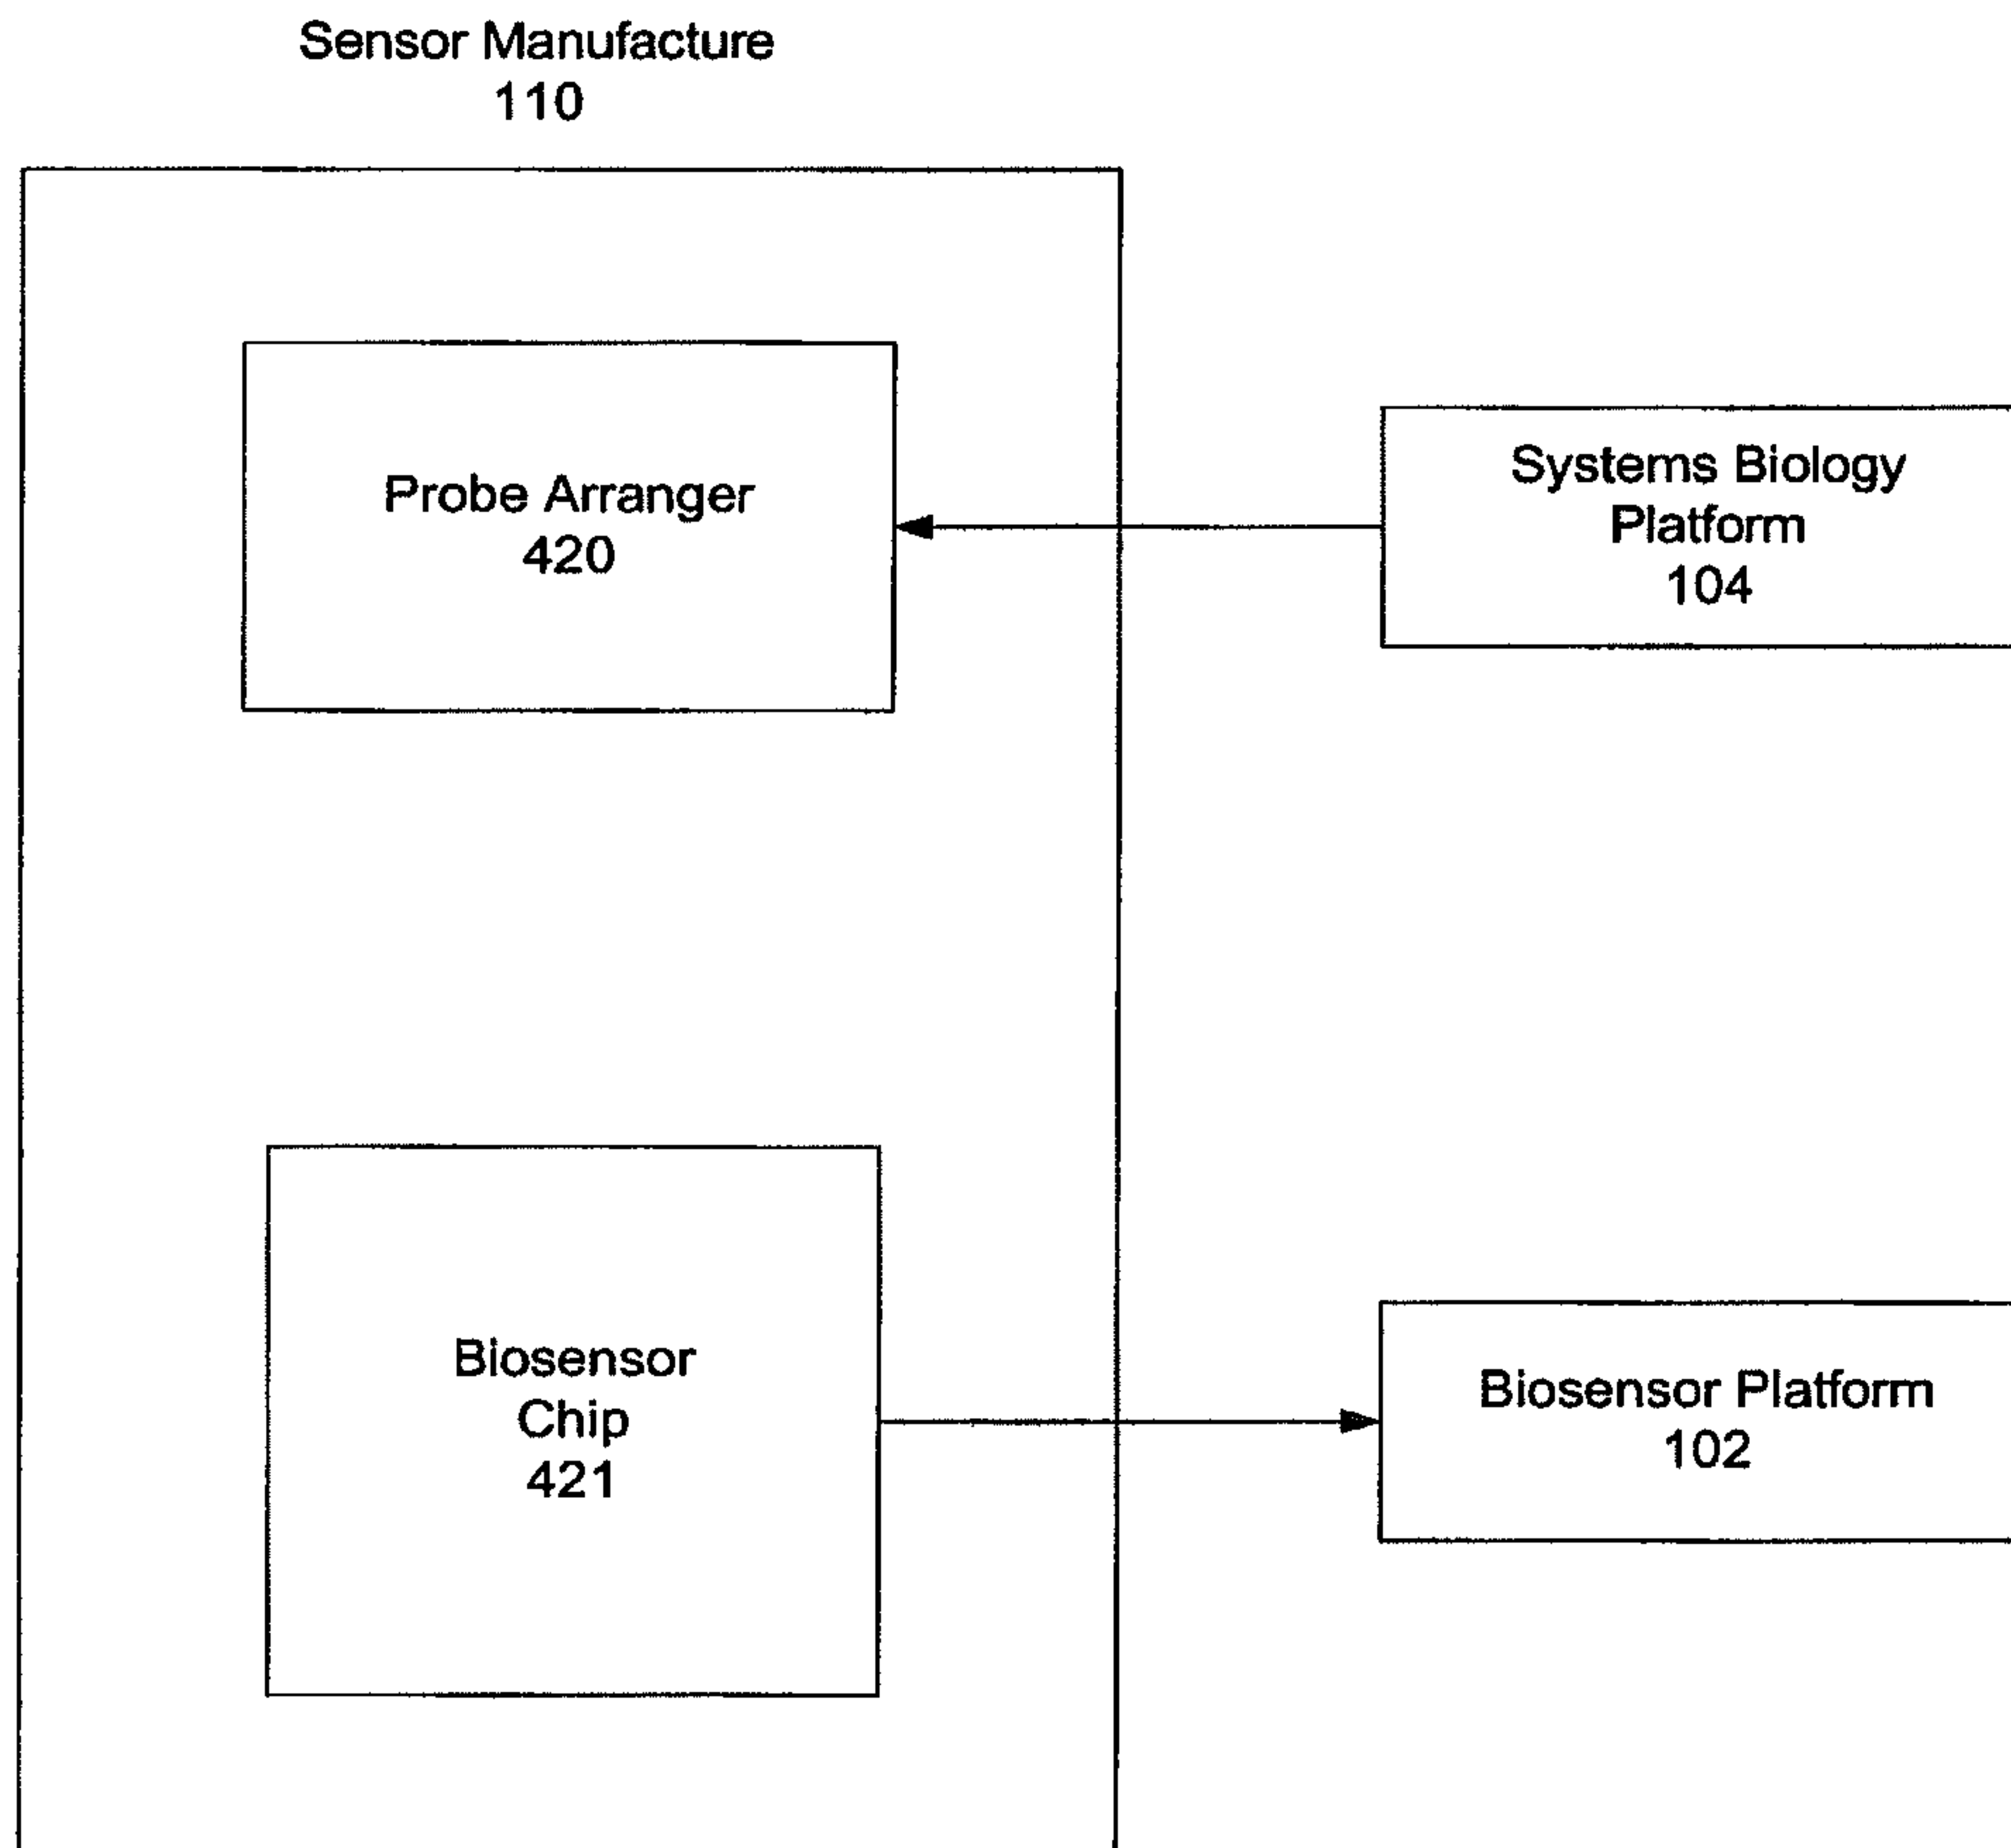 Sensor Manufacture
110
Probe Arranger
420
Systems Biology
Platform
104
Biosensor
Chip
421
Biosensor Platform
102